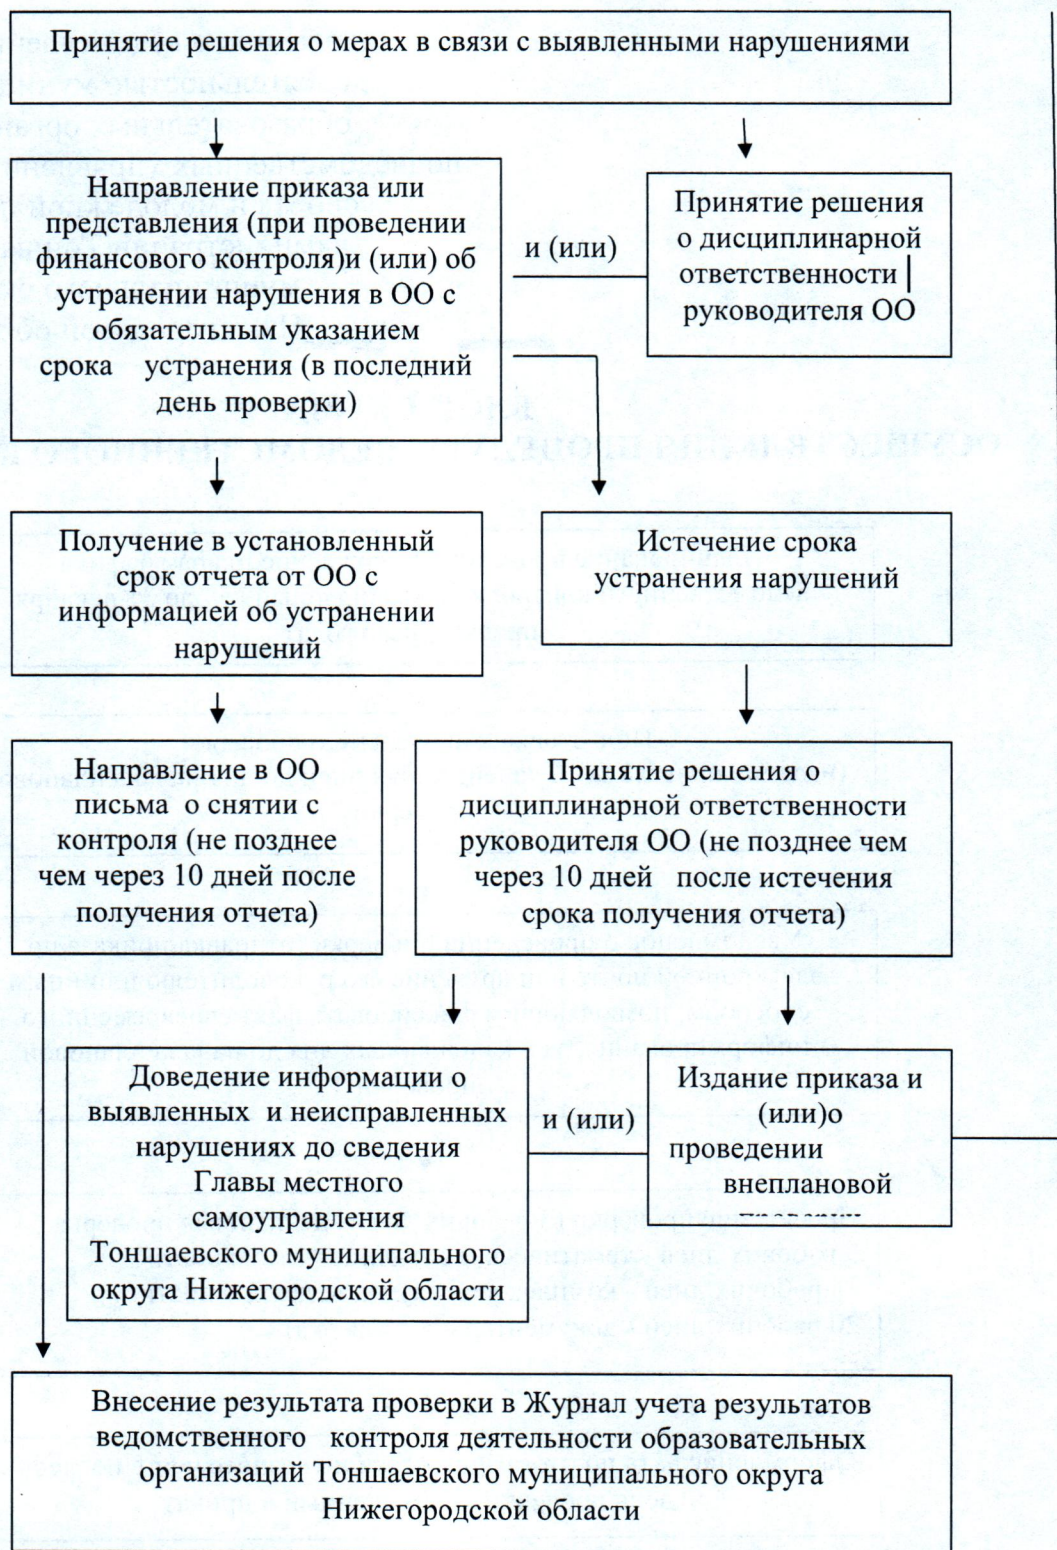 Принятие решения о мерах в связи с выявленными нарушениями
Направление приказа или
представления (при проведении
финансового контроля)и (или) об
устранении нарушения в ОО с
обязательным указанием
срока устранения (в последний
день проверки)
и (или)
Принятие решения
о дисциплинарной
ответственности
руководителя ОО
Получение в установленный
срок отчета от ОО с
информацией об устранении
нарушений
Истечение срока
устранения нарушений
Направление в ОО
письма о снятии с
контроля (не позднее
чем через 10 дней после
получения отчета)
Принятие решения о
дисциплинарной ответственности
руководителя ОО (не позднее чем
через 10 дней после истечения
срока получения отчета)
Доведение информации о
выявленных и неисправленных
нарушениях до сведения
Главы местного
самоуправления
Тоншаевского муниципального
округа Нижегородской области
и (или)
Издание приказа и
(или)о
проведении
внеплановой
Внесение результата проверки в Журнал учета результатов
ведомственного контроля деятельности образовательных
организаций Тоншаевского муниципального округа
Нижегородской области